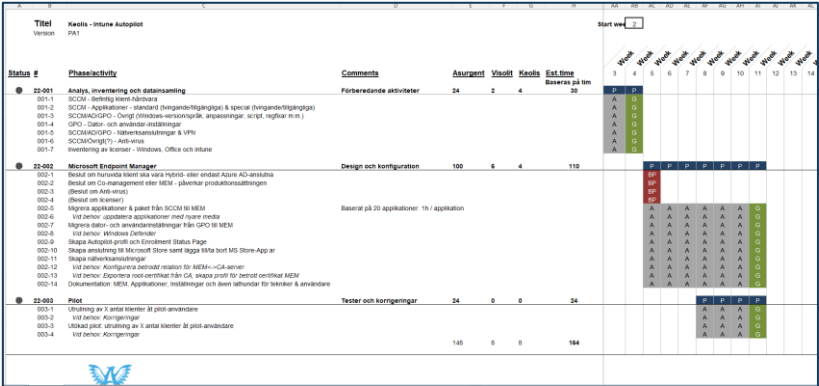 A B C D E F G H AA AB AC AD AE AF AG AH AI AJ AK AL
Titel Keolis - Intune Autopilot Start wee 2
Version PA1
Week Week Week Week Week Week Week Week Week Week Week
Status # Phase/activity Comments Asurgent Visolit Keolis Est.time 3 4 5 6 7 8 9 10 11 12 13 14
Baseras på tim
22-001 Analys, inventering och datainsamling Förberedande aktiviteter 24 2 4 30 P P
001-1 SCCM - Befintlig klient-hårdvara A G
001-2 SCCM - Applikationer - standard (tvingande/tillgängliga) & special (tvingande/tillgängliga) A G
001-3 SCCM/AD/GPO - Övrigt (Windows-version/språk, anpassningar, script, regfixar m.m.) A G
001-4 GPO - Dator- och användar-inställningar A G
001-5 SCCM/AD/GPO - Nätverksanslutningar & VPN A G
001-6 SCCM/Övrigt(?) - Anti-virus A G
001-7 Inventering av licenser - Windows, Office och Intune A G
22-002 Microsoft Endpoint Manager Design och konfiguration 100 6 4 110 P P P P P P P
002-1 Beslut om huruvida klient ska vara Hybrid- eller endast Azure AD-anslutna BP
002-2 Beslut om Co-management eller MEM - påverkar produktionssättningen BP
002-3 (Beslut om Anti-virus) BP
002-4 (Beslut om licenser) BP
002-5 Migrera applikationer & paket från SCCM till MEM Baserat på 20 applikationer: 1h / applikation A A A A A A G
002-6 Vid behov: uppdatera applikationer med nyare media A A A A A A G
002-7 Migrera dator- och användarinställningar från GPO till MEM A A A A A A G
002-8 Vid behov: Windows Defender A A A A A A G
002-9 Skapa Autopilot-profil och Enrollment Status Page A A A A A A G
002-10 Skapa anslutning till Microsoft Store samt lägga till/ta bort MS Store-App:ar A A A A A A G
002-11 Skapa nätverksanslutningar A A A A A A G
002-12 Vid behov: Konfigurera betrodd relation för MEM<->CA-server A A A A A A G
002-13 Vid behov: Exportera root-certifikat från CA, skapa profil för betrott certifikat MEM A A A A A A G
002-14 Dokumentation: MEM, Applikationer, Inställningar och även lathundar för tekniker & användare A A A A A A G
22-003 Pilot Tester och korrigeringar 24 0 0 24 P P P P
003-1 Utrullning av X antal klienter åt pilot-användare A A A G
003-2 Vid behov: Korrigeringar A A A G
003-3 Utökad pilot: utrullning av X antal klienter åt pilot-användare A A A G
003-4 Vid behov: Korrigeringar A A A G
148 8 8 164